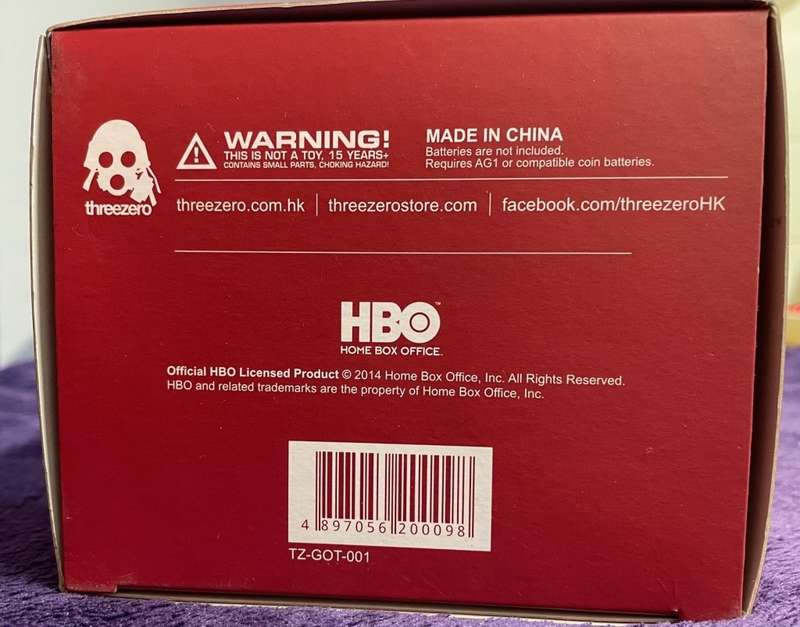 threezero
WARNING!
THIS IS NOT A TOY, 15 YEARS+
CONTAINS SMALL PARTS, CHOKING HAZARD!
MADE IN CHINA
Batteries are not included.
Requires AG1 or compatible coin batteries.
threezero.com.hk | threezerostore.com | facebook.com/threezeroHK
HBO™
HOME BOX OFFICE.
Official HBO Licensed Product © 2014 Home Box Office, Inc. All Rights Reserved.
HBO and related trademarks are the property of Home Box Office, Inc.
4 897056 200098
TZ-GOT-001